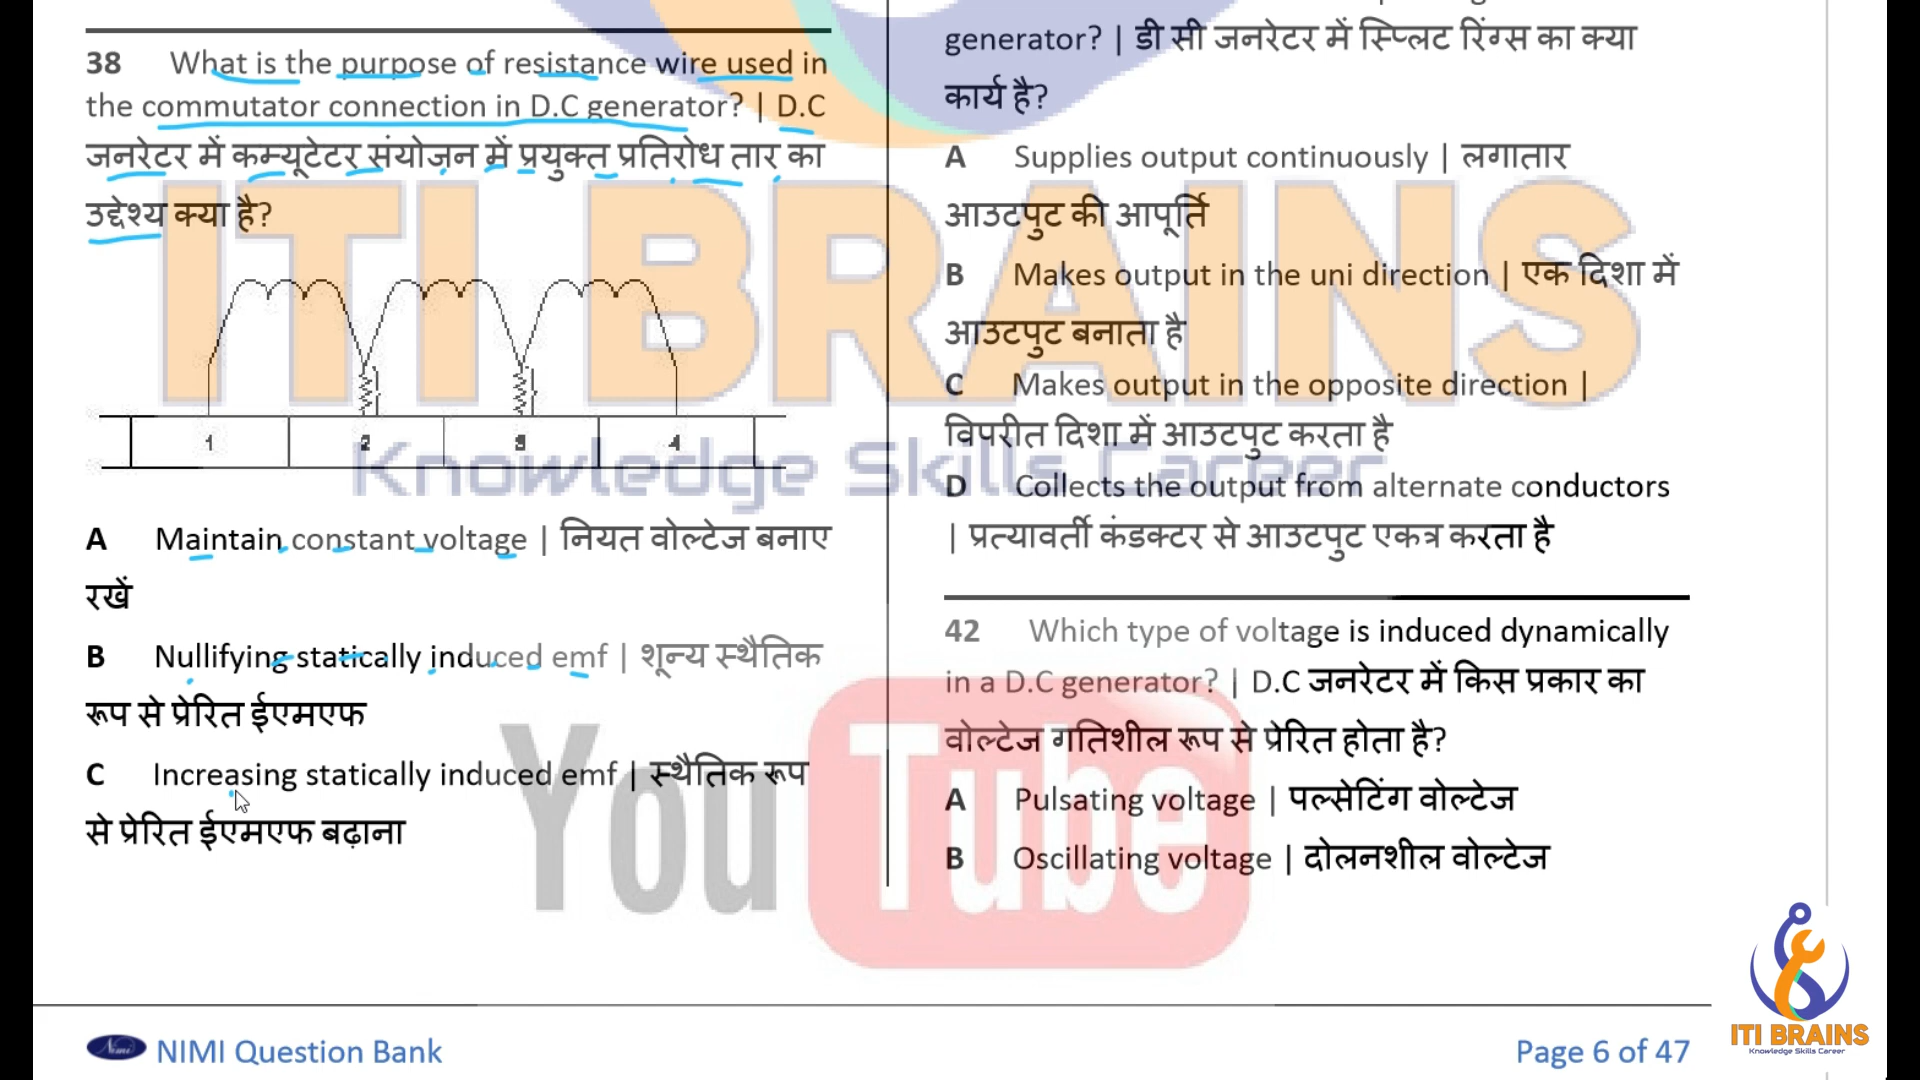 38 What is the purpose of resistance wire used in
the commutator connection in D.C generator? | D.C
जनरेटर में कम्यूटेटर संयोजन में प्रयुक्त प्रतिरोध तार का
उद्देश्य क्या है?
1 2 3 4
A Maintain constant voltage | नियत वोल्टेज बनाए
रखें
B Nullifying statically induced emf | शून्य स्थैतिक
रूप से प्रेरित ईएमएफ
C Increasing statically induced emf | स्थैतिक रूप
से प्रेरित ईएमएफ बढ़ाना
generator? | डी सी जनरेटर में स्प्लिट रिंग्स का क्या
कार्य है?
A Supplies output continuously | लगातार
आउटपुट की आपूर्ति
B Makes output in the uni direction | एक दिशा में
आउटपुट बनाता है
C Makes output in the opposite direction |
विपरीत दिशा में आउटपुट करता है
D Collects the output from alternate conductors
| प्रत्यावर्ती कंडक्टर से आउटपुट एकत्र करता है
42 Which type of voltage is induced dynamically
in a D.C generator? | D.C जनरेटर में किस प्रकार का
वोल्टेज गतिशील रूप से प्रेरित होता है?
A Pulsating voltage | पल्सेटिंग वोल्टेज
B Oscillating voltage | दोलनशील वोल्टेज
ITI BRAINS
Knowledge Skills Career
YouTube
Nimi NIMI Question Bank
Page 6 of 47
ITI BRAINS
Knowledge Skills Career